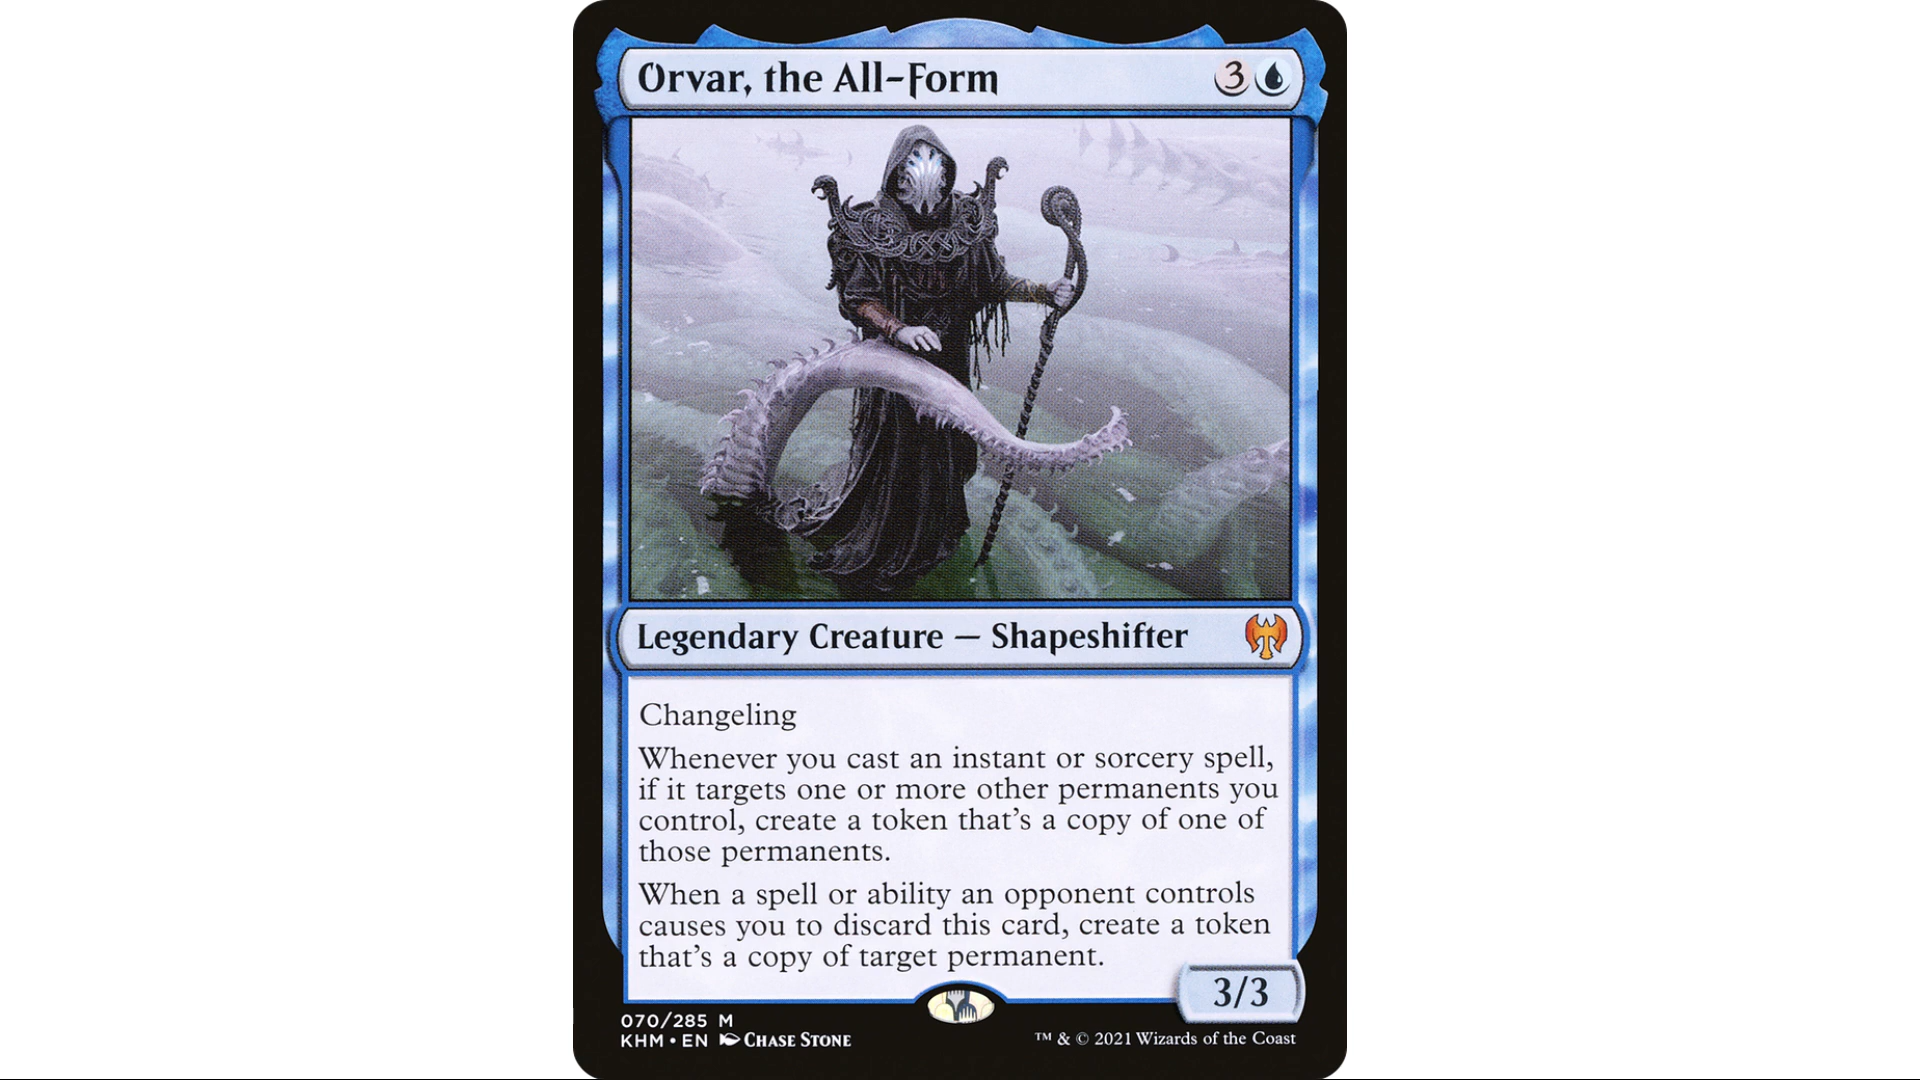 Orvar, the All-Form 3
Legendary Creature — Shapeshifter
Changeling
Whenever you cast an instant or sorcery spell,
if it targets one or more other permanents you
control, create a token that's a copy of one of
those permanents.
When a spell or ability an opponent controls
causes you to discard this card, create a token
that's a copy of target permanent.
3/3
070/285 M
KHM • EN Chase Stone
™ & © 2021 Wizards of the Coast